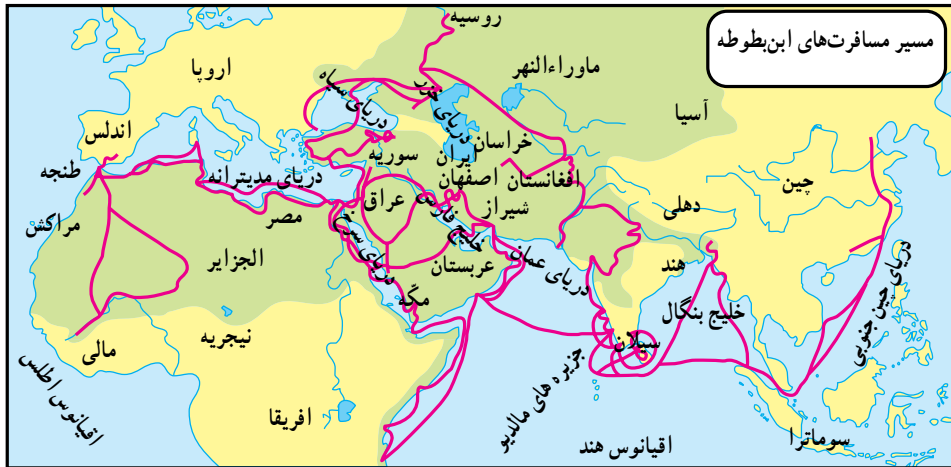 مسیر مسافرت‌های ابن‌بطوطه
روسیه
ماوراءالنهر
اروپا
آسیا
دریای سیاه
دریای خزر
اندلس
خراسان
سوریه
ایران
طنجه
دریای مدیترانه
اصفهان
افغانستان
چین
عراق
شیراز
دهلی
مصر
مراکش
خلیج فارس
دریای سرخ
الجزایر
عربستان
دریای عمان
هند
مکّه
خلیج بنگال
دریای چین جنوبی
نیجریه
مالی
سیلان
جزیره های مالدیو
اقیانوس اطلس
افریقا
اقیانوس هند
سوماترا